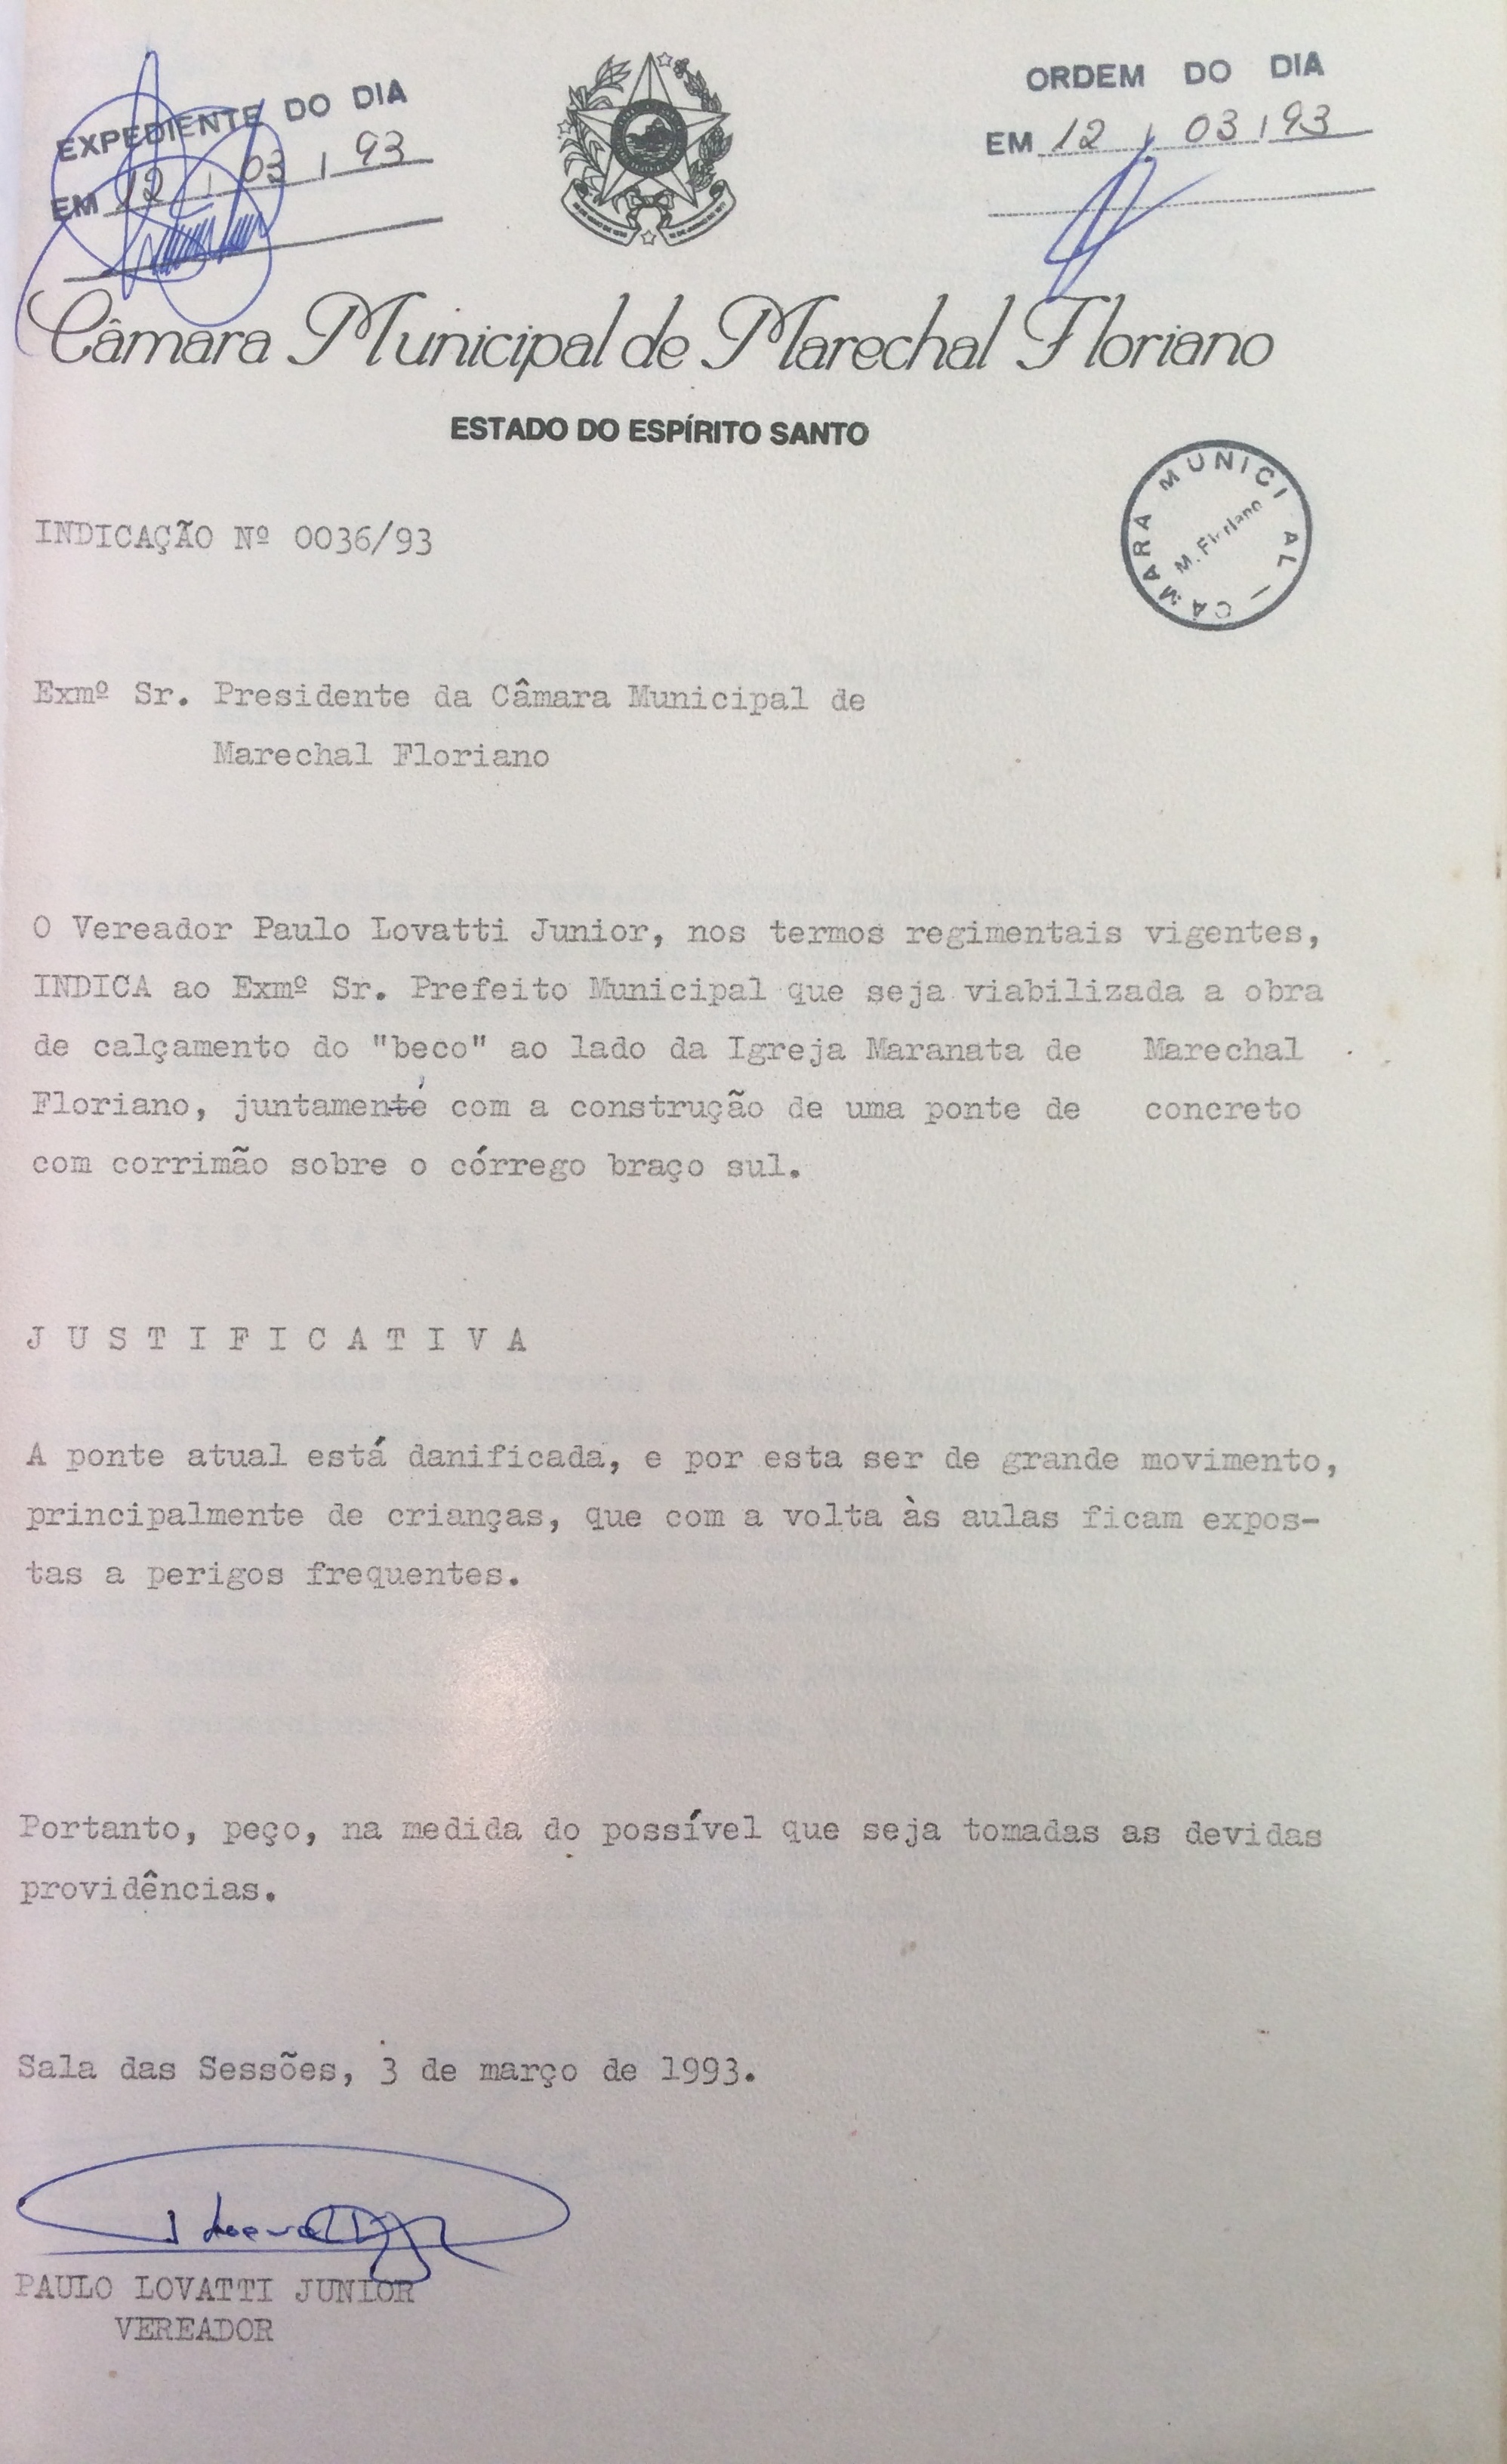 EXPEDIENTE DO DIA
EM 12 / 03 / 93
ORDEM DO DIA
EM 12 / 03 / 93
Câmara Municipal de Marechal Floriano
ESTADO DO ESPÍRITO SANTO
CAMARA MUNICI AL —
M. Floriano
INDICAÇÃO Nº 0036/93
Exmº Sr. Presidente da Câmara Municipal de
Marechal Floriano
O Vereador Paulo Lovatti Junior, nos termos regimentais vigentes,
INDICA ao Exmº Sr. Prefeito Municipal que seja viabilizada a obra
de calçamento do "beco" ao lado da Igreja Maranata de Marechal
Floriano, juntamente com a construção de uma ponte de concreto
com corrimão sobre o córrego braço sul.
J U S T I F I C A T I V A
A ponte atual está danificada, e por esta ser de grande movimento,
principalmente de crianças, que com a volta às aulas ficam expos-
tas a perigos frequentes.
Portanto, peço, na medida do possível que seja tomadas as devidas
providências.
Sala das Sessões, 3 de março de 1993.
PAULO LOVATTI JUNIOR
VEREADOR